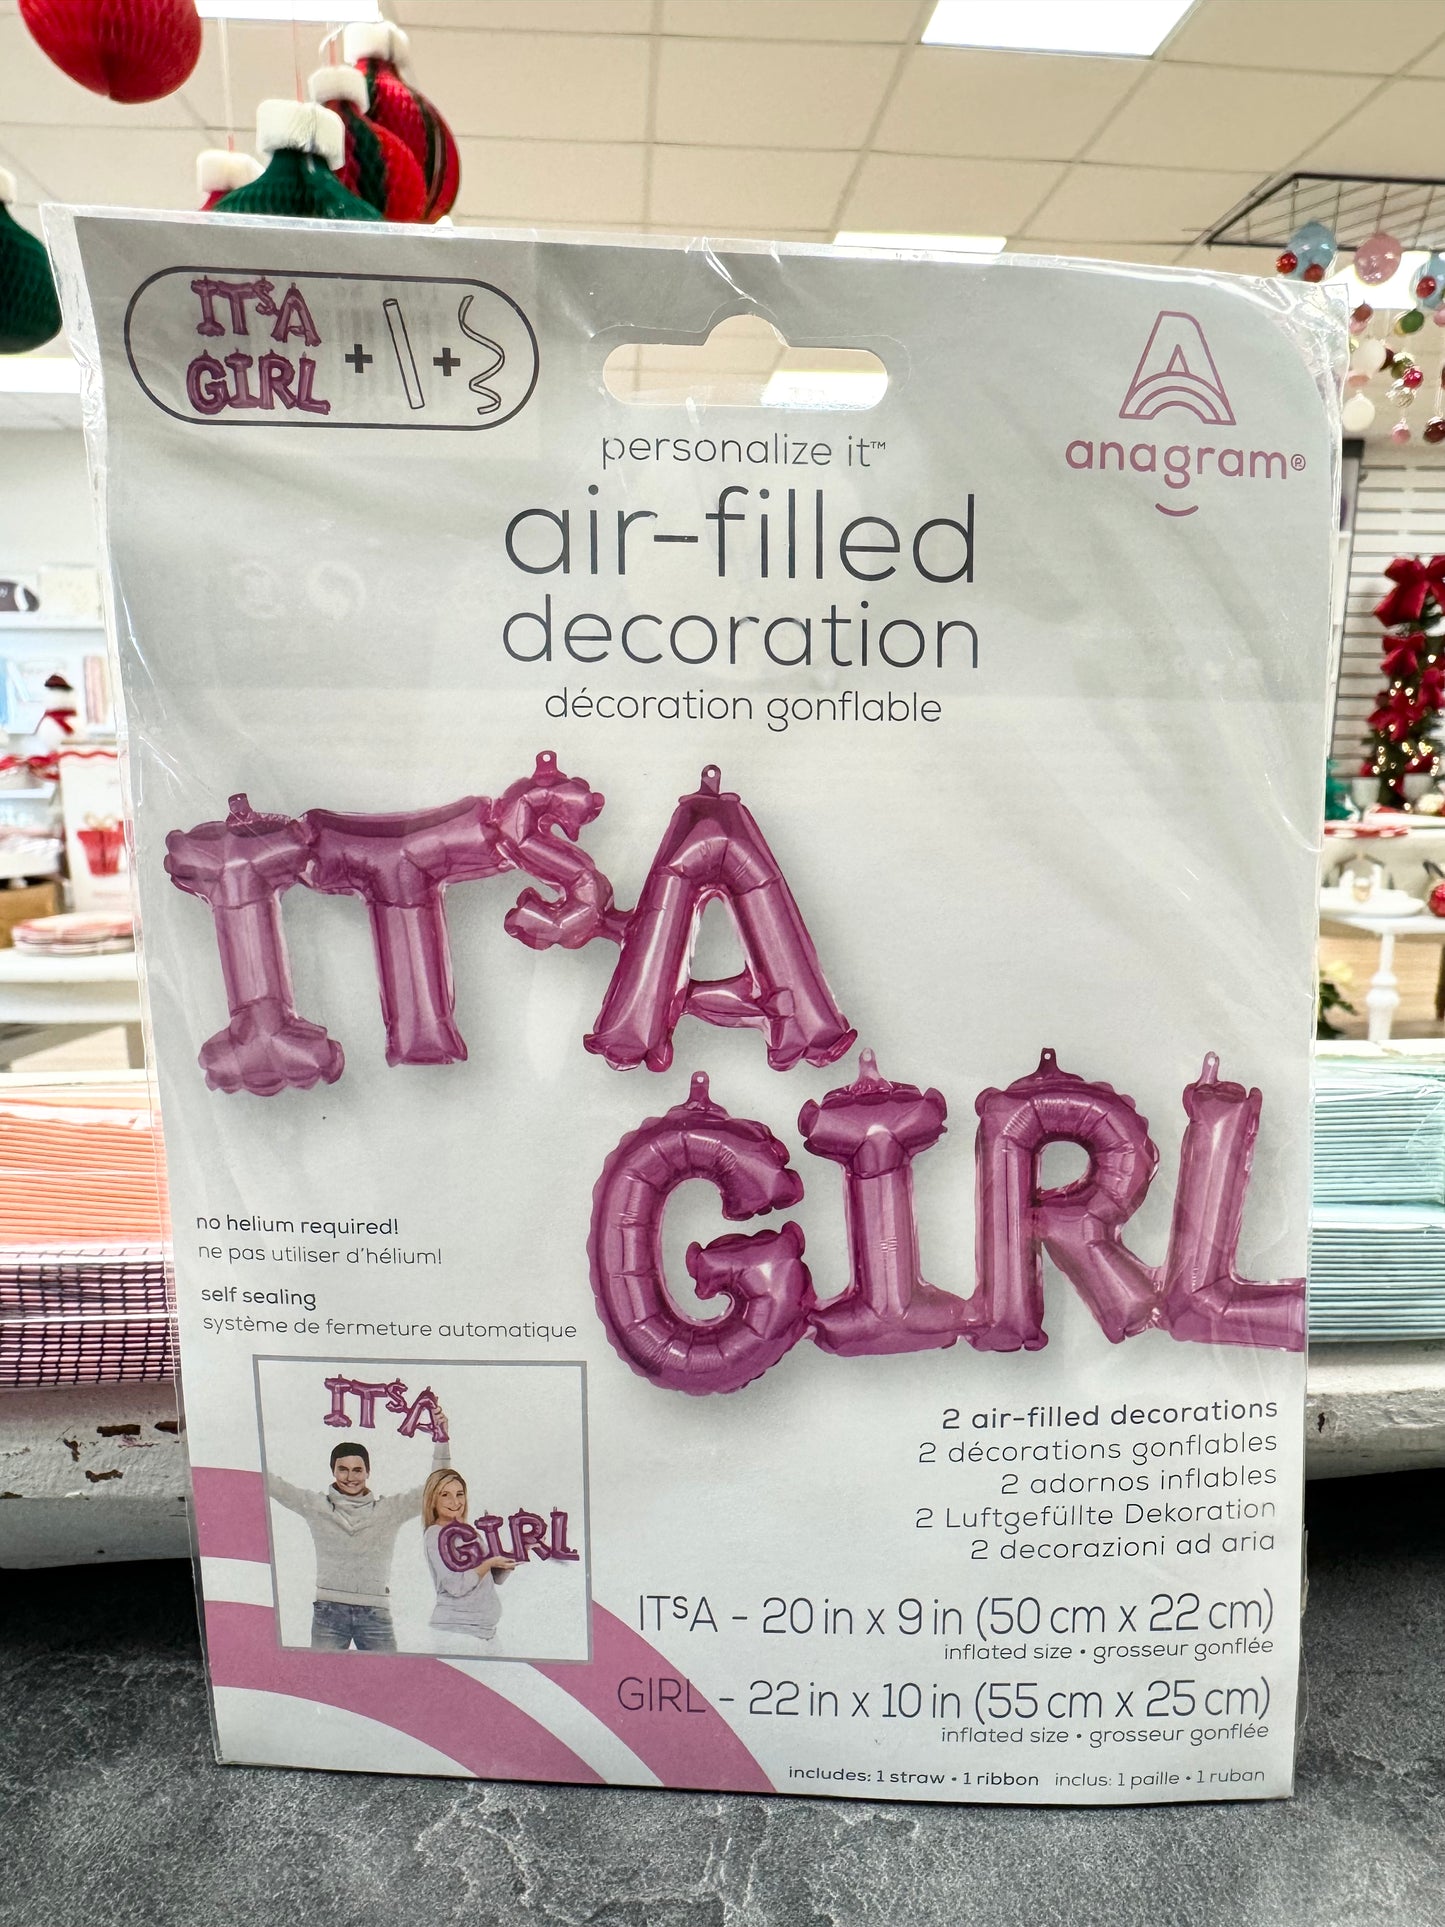 IT'S A
GIRL
+
+
anagram®
personalize it™
air-filled
decoration
décoration gonflable
ITSA
GIRL
no helium required!
ne pas utiliser d'hélium!
self sealing
système de fermeture automatique
ITSA
GIRL
2 air-filled decorations
2 décorations gonflables
2 adornos inflables
2 Luftgefüllte Dekoration
2 decorazioni ad aria
ITSA - 20 in x 9 in (50 cm x 22 cm)
inflated size • grosseur gonflée
GIRL - 22 in x 10 in (55 cm x 25 cm)
inflated size • grosseur gonflée
includes: 1 straw • 1 ribbon inclus: 1 paille • 1 ruban